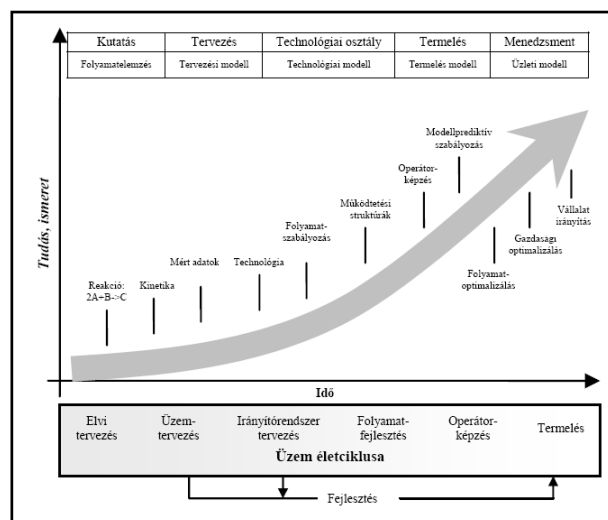 Kutatás Tervezés Technológiai osztály Termelés Menedzsment
Folyamatelemzés Tervezési modell Technológiai modell Termelés modell Üzleti modell
Tudás, ismeret
Modellprediktív
szabályozás
Operátor-
képzés
Működtetési
struktúrák
Folyamat-
szabályozás
Mért adatok
Technológia
Reakció:
2A+B->C
Kinetika
Vállalat
irányítás
Gazdasági
optimalizálás
Folyamat-
optimalizálás
Idő
Elvi
tervezés
Üzem-
tervezés
Irányítórendszer
tervezés
Folyamat-
fejlesztés
Operátor-
képzés
Termelés
Üzem életciklusa
Fejlesztés